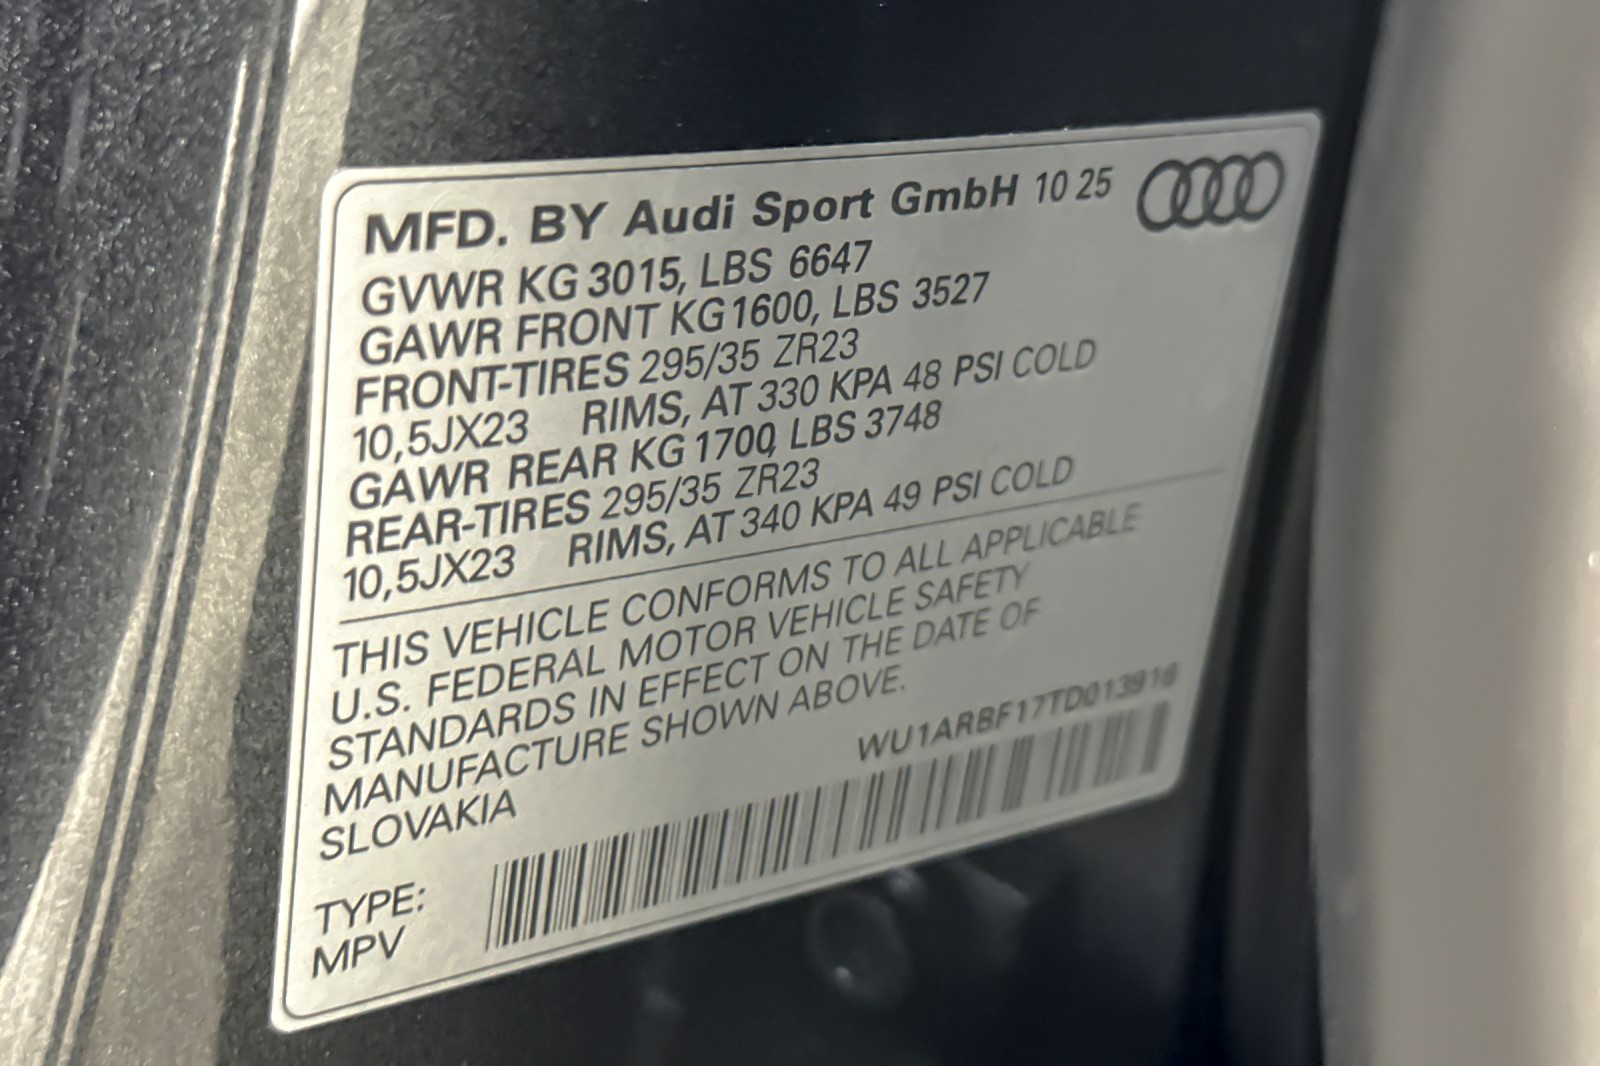 MFD. BY Audi Sport GmbH 10 25
GVWR KG 3015, LBS 6647
GAWR FRONT KG 1600, LBS 3527
FRONT-TIRES 295/35 ZR23
10,5JX23 RIMS, AT 330 KPA 48 PSI COLD
GAWR REAR KG 1700, LBS 3748
REAR-TIRES 295/35 ZR23
10,5JX23 RIMS, AT 340 KPA 49 PSI COLD
THIS VEHICLE CONFORMS TO ALL APPLICABLE
U.S. FEDERAL MOTOR VEHICLE SAFETY
STANDARDS IN EFFECT ON THE DATE OF
MANUFACTURE SHOWN ABOVE.
SLOVAKIA
WU1ARBF17TD013916
TYPE:
MPV